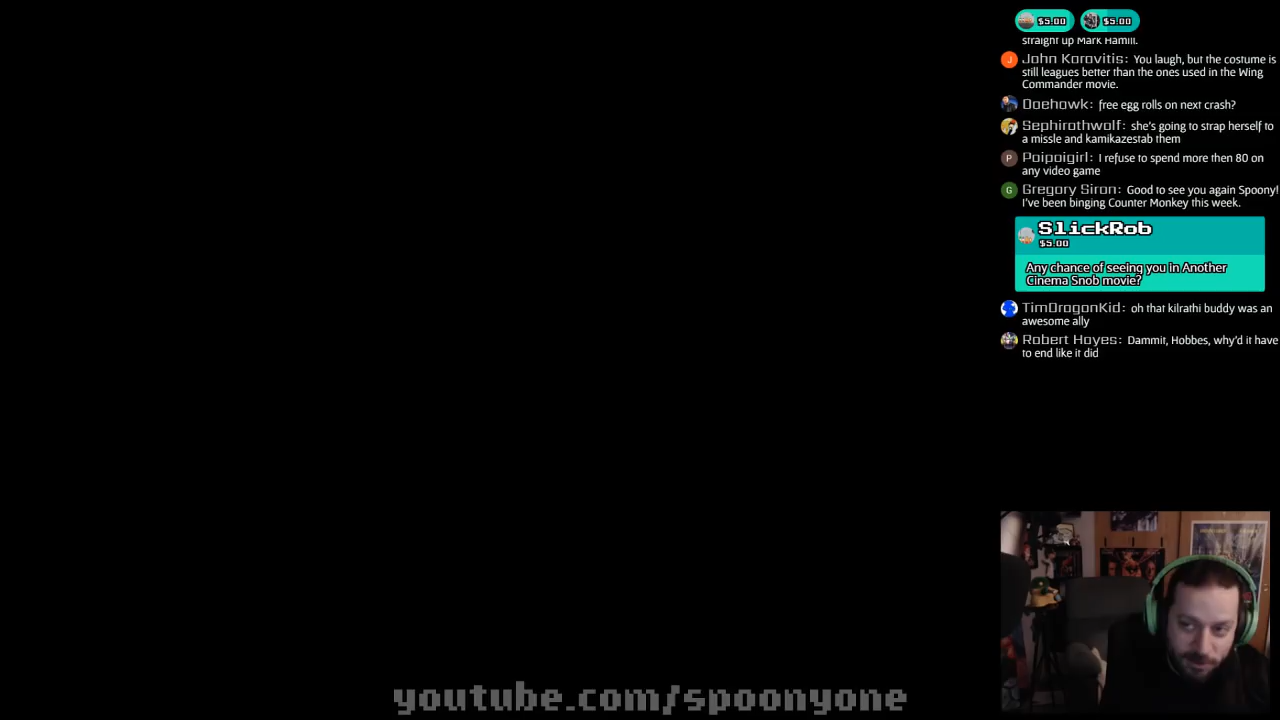 $5.00 $5.00
straight up Mark Hamill.
John Korovitis: You laugh, but the costume is
still leagues better than the ones used in the Wing
Commander movie.
Doehowk: free egg rolls on next crash?
Sephirothwolf: she's going to strap herself to
a missle and kamikazestab them
Poipoigirl: I refuse to spend more then 80 on
any video game
Gregory Siron: Good to see you again Spoony!
I've been binging Counter Monkey this week.
SlickRob
$5.00
Any chance of seeing you in Another
Cinema Snob movie?
TimDragonKid: oh that kilrathi buddy was an
awesome ally
Robert Hayes: Dammit, Hobbes, why'd it have
to end like it did
youtube.com/spoonyone